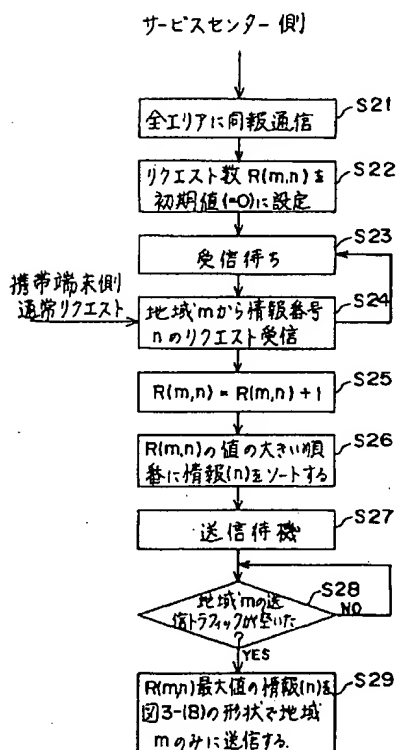 サービスセンター側
S21
全エリアに同報通信
S22
リクエスト数 R(m,n)を
初期値(=0)に設定
S23
受信待ち
携帯端末側
通常リクエスト
S24
地域mから情報番号
nのリクエスト受信
S25
R(m,n) = R(m,n) + 1
S26
R(m,n)の値の大きい順
番に情報(n)をソートする
S27
送信待機
S28
地域mの送
信トラフィックが空いた
?
NO
YES
S29
R(m,n)最大値の情報(n)を
図3-(8)の形状で地域
mのみに送信する.